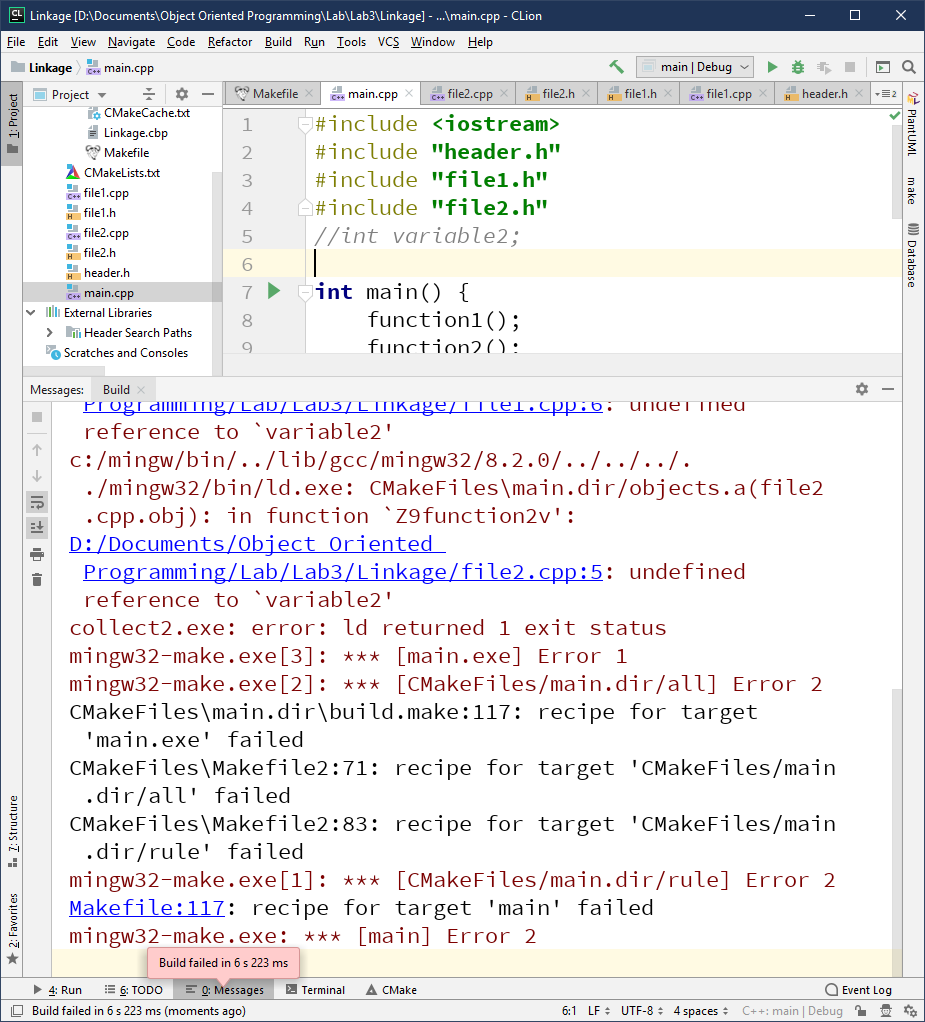 Linkage [D:\Documents\Object Oriented Programming\Lab\Lab3\Linkage] - ...\main.cpp - CLion
File Edit View Navigate Code Refactor Build Run Tools VCS Window Help
Linkage main.cpp main | Debug
1: Project
Project
Makefile main.cpp file2.cpp file2.h file1.h file1.cpp header.h 2
CMakeCache.txt
Linkage.cbp
Makefile
CMakeLists.txt
file1.cpp
file1.h
file2.cpp
file2.h
header.h
main.cpp
External Libraries
Header Search Paths
Scratches and Consoles
1 #include <iostream>
2 #include "header.h"
3 #include "file1.h"
4 #include "file2.h"
5 //int variable2;
6
7 int main() {
8 function1();
9 function2();
PlantUML
make
Database
Messages: Build
Programming/Lab/Lab3/Linkage/file1.cpp:6: undefined
reference to `variable2'
c:/mingw/bin/../lib/gcc/mingw32/8.2.0/../../../.
./mingw32/bin/ld.exe: CMakeFiles\main.dir/objects.a(file2
.cpp.obj): in function `Z9function2v':
D:/Documents/Object Oriented
Programming/Lab/Lab3/Linkage/file2.cpp:5: undefined
reference to `variable2'
collect2.exe: error: ld returned 1 exit status
mingw32-make.exe[3]: *** [main.exe] Error 1
mingw32-make.exe[2]: *** [CMakeFiles/main.dir/all] Error 2
CMakeFiles\main.dir\build.make:117: recipe for target
'main.exe' failed
CMakeFiles\Makefile2:71: recipe for target 'CMakeFiles/main
.dir/all' failed
CMakeFiles\Makefile2:83: recipe for target 'CMakeFiles/main
.dir/rule' failed
mingw32-make.exe[1]: *** [CMakeFiles/main.dir/rule] Error 2
Makefile:117: recipe for target 'main' failed
mingw32-make.exe: *** [main] Error 2
7: Structure
2: Favorites
Build failed in 6 s 223 ms
4: Run 6: TODO 0: Messages Terminal CMake Event Log
Build failed in 6 s 223 ms (moments ago) 6:1 LF UTF-8 4 spaces C++: main | Debug